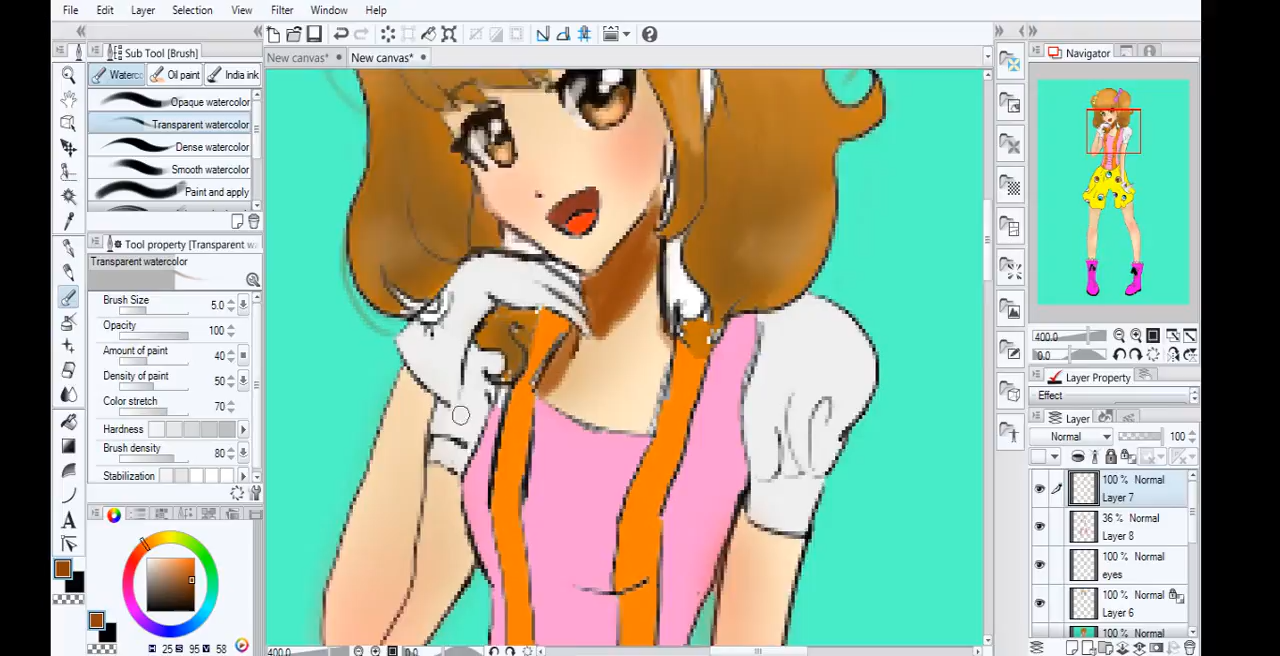 File Edit Layer Selection View Filter Window Help
Sub Tool [Brush]
Waterc Oil paint India ink
New canvas* New canvas*
Navigator
Opaque watercolor
Transparent watercolor
Dense watercolor
Smooth watercolor
Paint and apply
Tool property [Transparent w
Transparent watercolor
Brush Size 5.0
Opacity 100
Amount of paint 40
Density of paint 50
Color stretch 70
Hardness
Brush density 80
Stabilization
H 25 S 95 V 58
400.0 0.0
400.0
0.0
Layer Property
Effect
Layer
Normal 100
100 % Normal
Layer 7
36 % Normal
Layer 8
100 % Normal
eyes
100 % Normal
Layer 6
100 % Normal